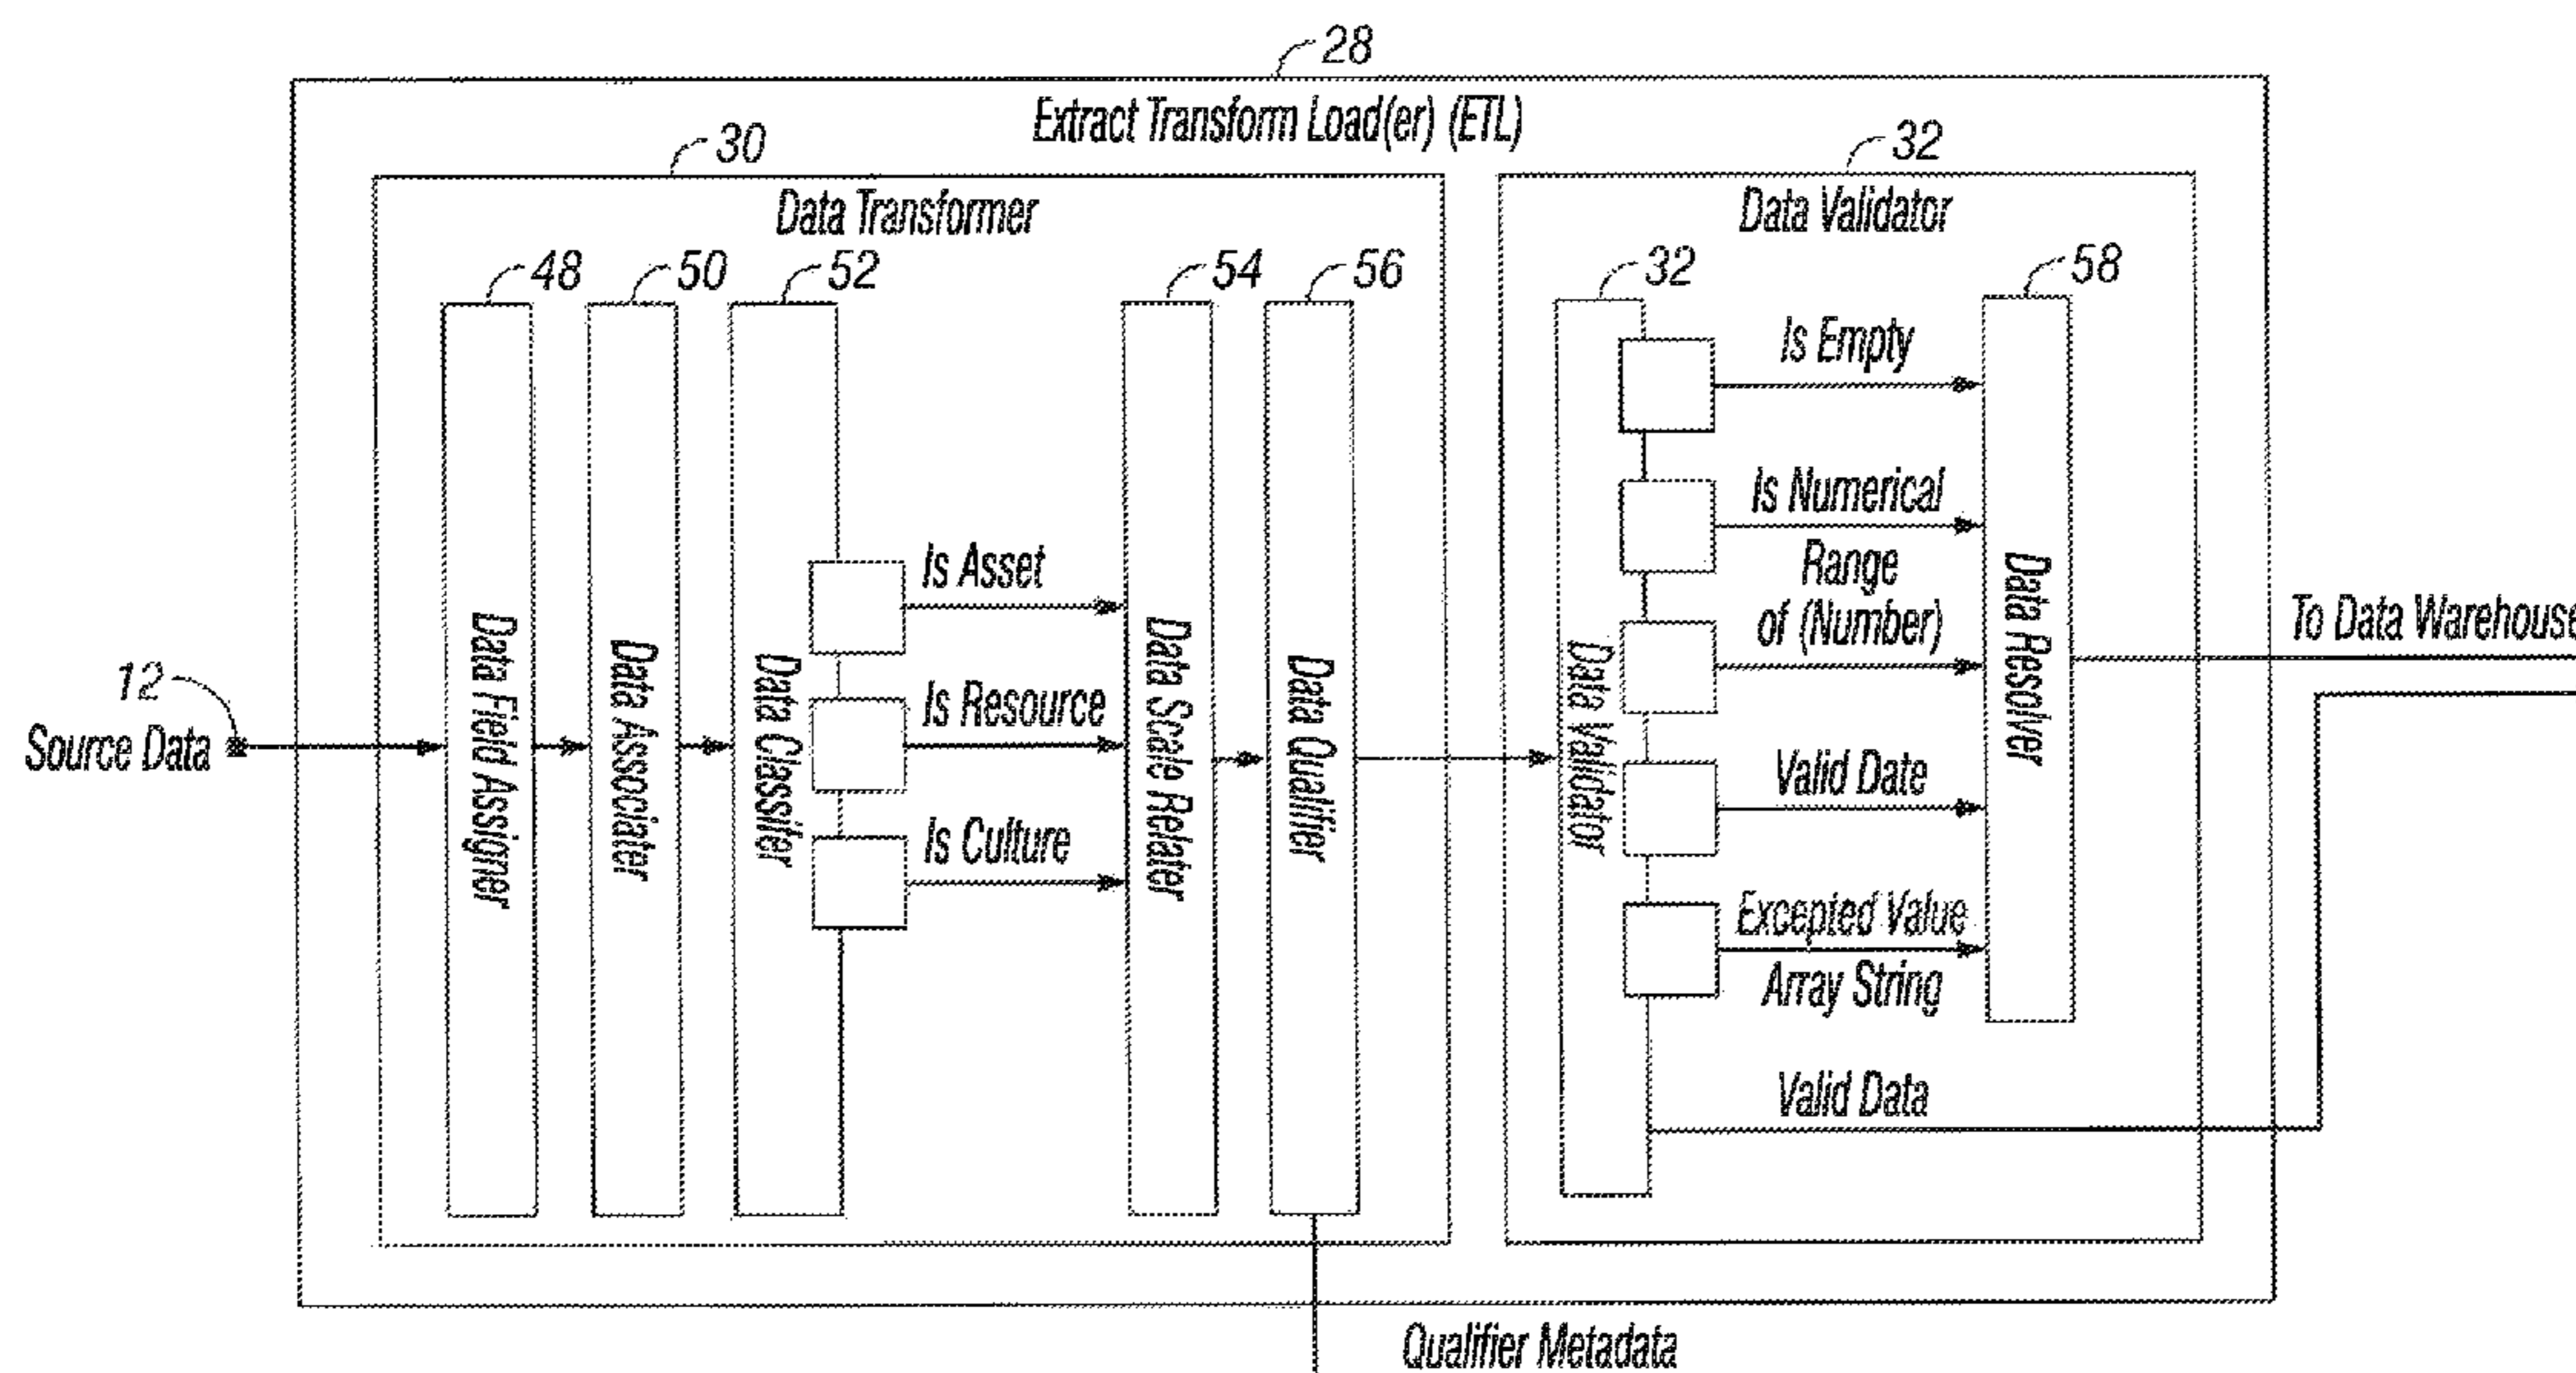 28
Extract Transform Load(er) (ETL)
30
Data Transformer
48
50
52
54
56
Data Field Assigner
Data Associater
Data Classifer
Is Asset
Is Resource
Is Culture
Data Scale Relater
Data Qualifier
32
Data Validator
32
58
Data Validator
Is Empty
Is Numerical
Range
of (Number)
Valid Date
Excepted Value
Array String
Valid Data
Data Resolver
12
Source Data
To Data Warehouse
Qualifier Metadata